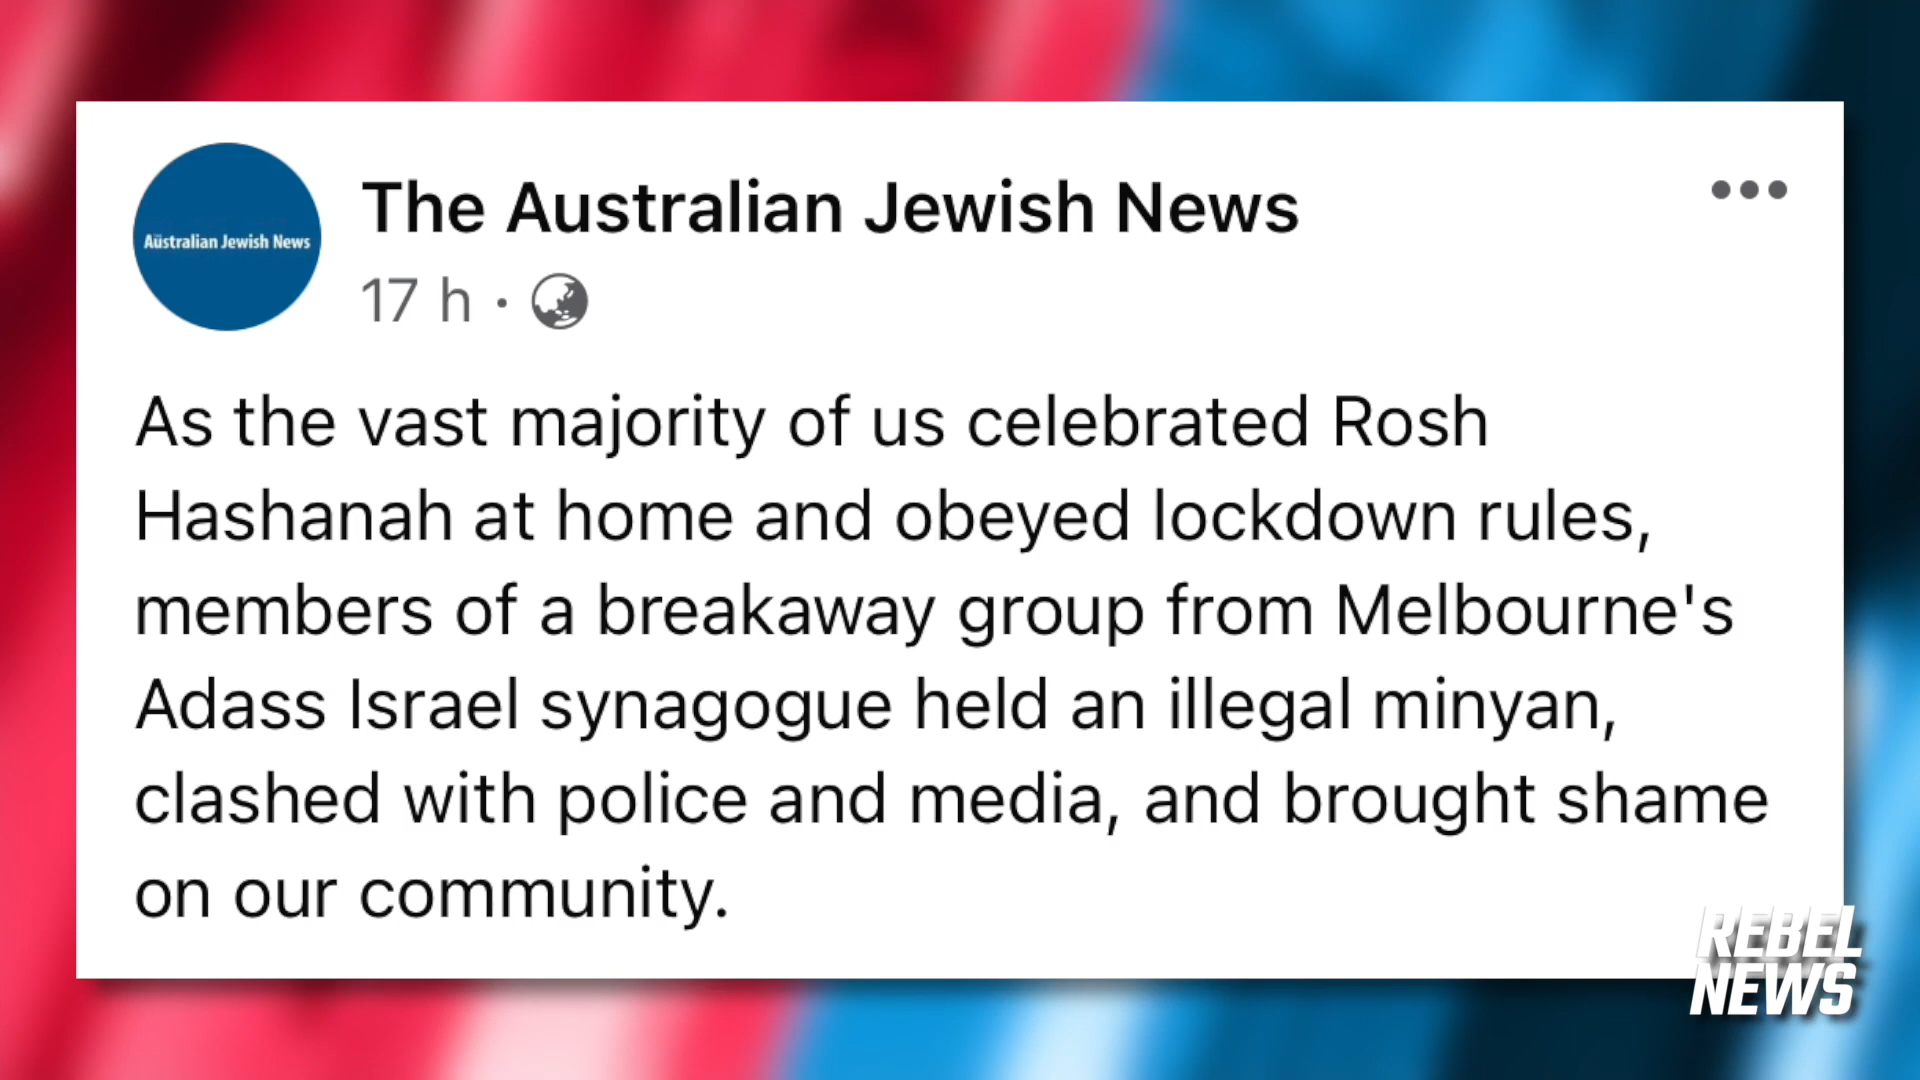 The Australian Jewish News
The
Australian Jewish News
17 h ·
As the vast majority of us celebrated Rosh
Hashanah at home and obeyed lockdown rules,
members of a breakaway group from Melbourne's
Adass Israel synagogue held an illegal minyan,
clashed with police and media, and brought shame
on our community.
REBEL
NEWS